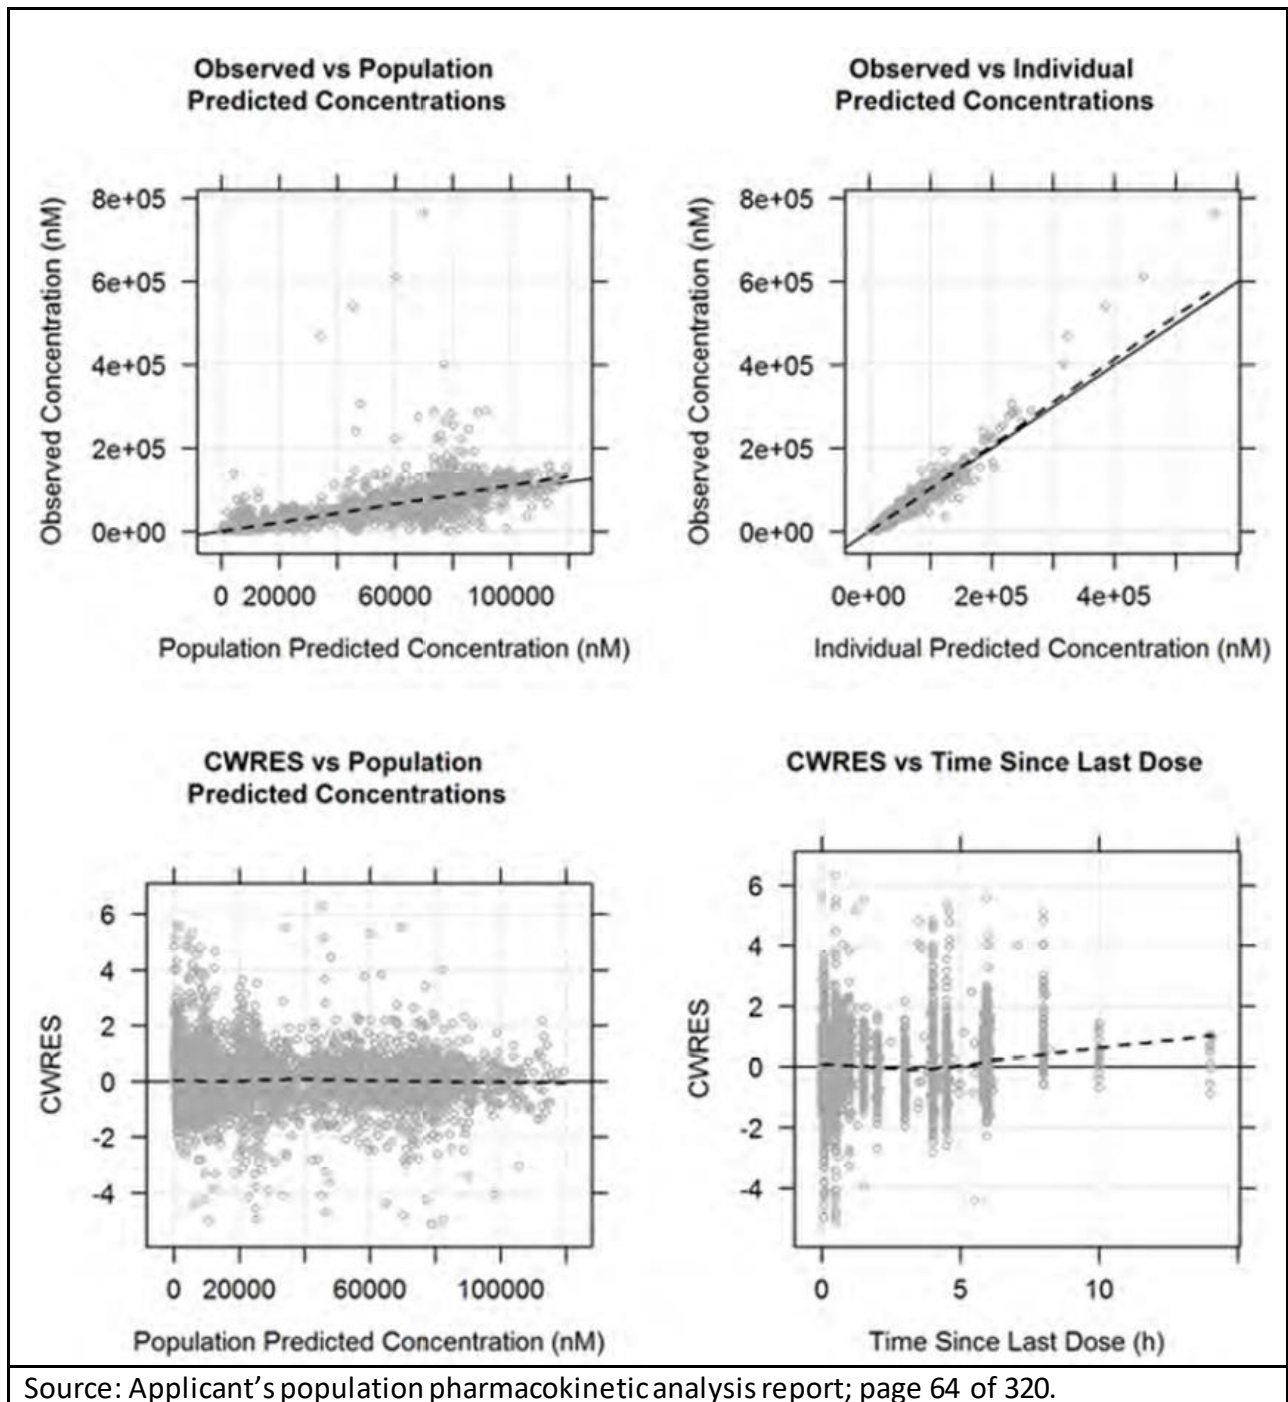 Observed vs Population
Predicted Concentrations
Observed Concentration (nM)
8e+05
6e+05
4e+05
2e+05
0e+00
0 20000 60000 100000
Population Predicted Concentration (nM)
Observed vs Individual
Predicted Concentrations
Observed Concentration (nM)
8e+05
6e+05
4e+05
2e+05
0e+00
0e+00 2e+05 4e+05
Individual Predicted Concentration (nM)
CWRES vs Population
Predicted Concentrations
CWRES
6
4
2
0
-2
-4
0 20000 60000 100000
Population Predicted Concentration (nM)
CWRES vs Time Since Last Dose
CWRES
6
4
2
0
-2
-4
0 5 10
Time Since Last Dose (h)
Source: Applicant's population pharmacokinetic analysis report; page 64 of 320.